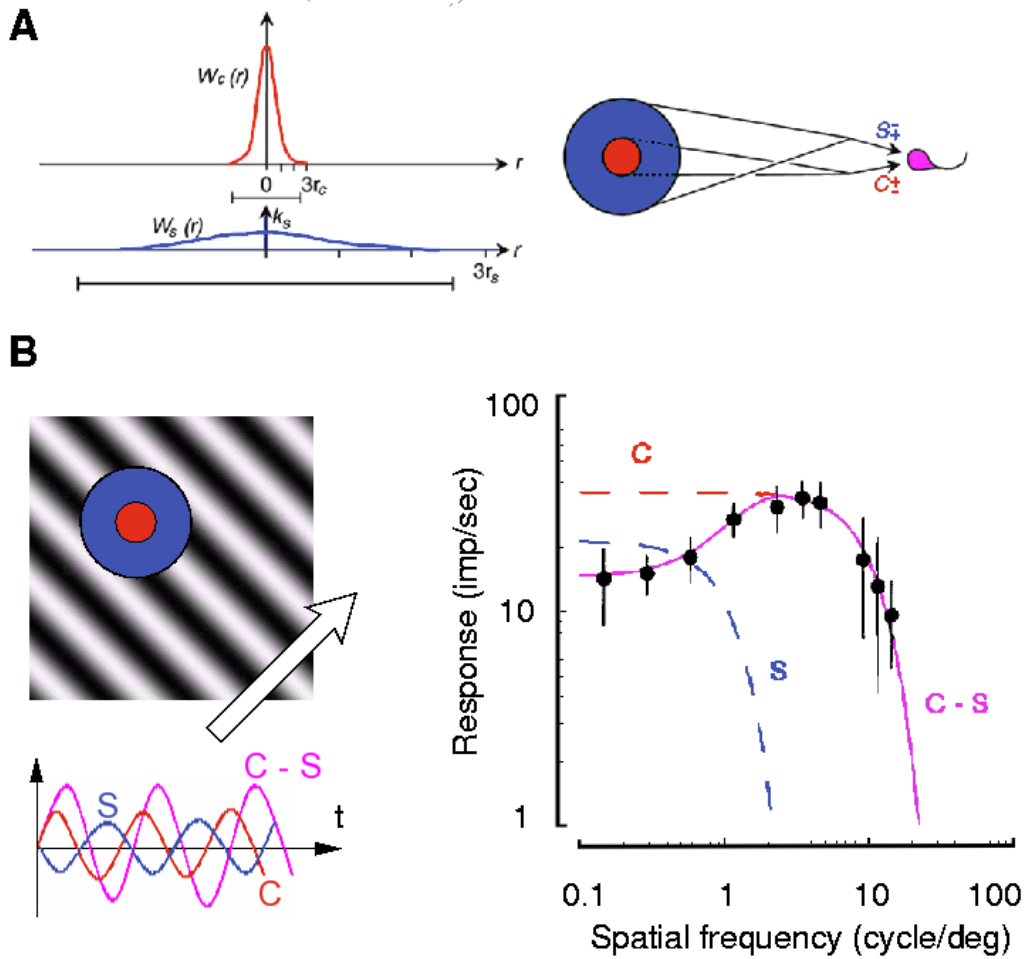 A
Wc (r)
r
0
3rc
S∓
C±
Ws (r)
ks
r
3rs
B
100
10
1
Response (imp/sec)
C
S
C - S
0.1 1 10 100
Spatial frequency (cycle/deg)
C - S
S
t
C